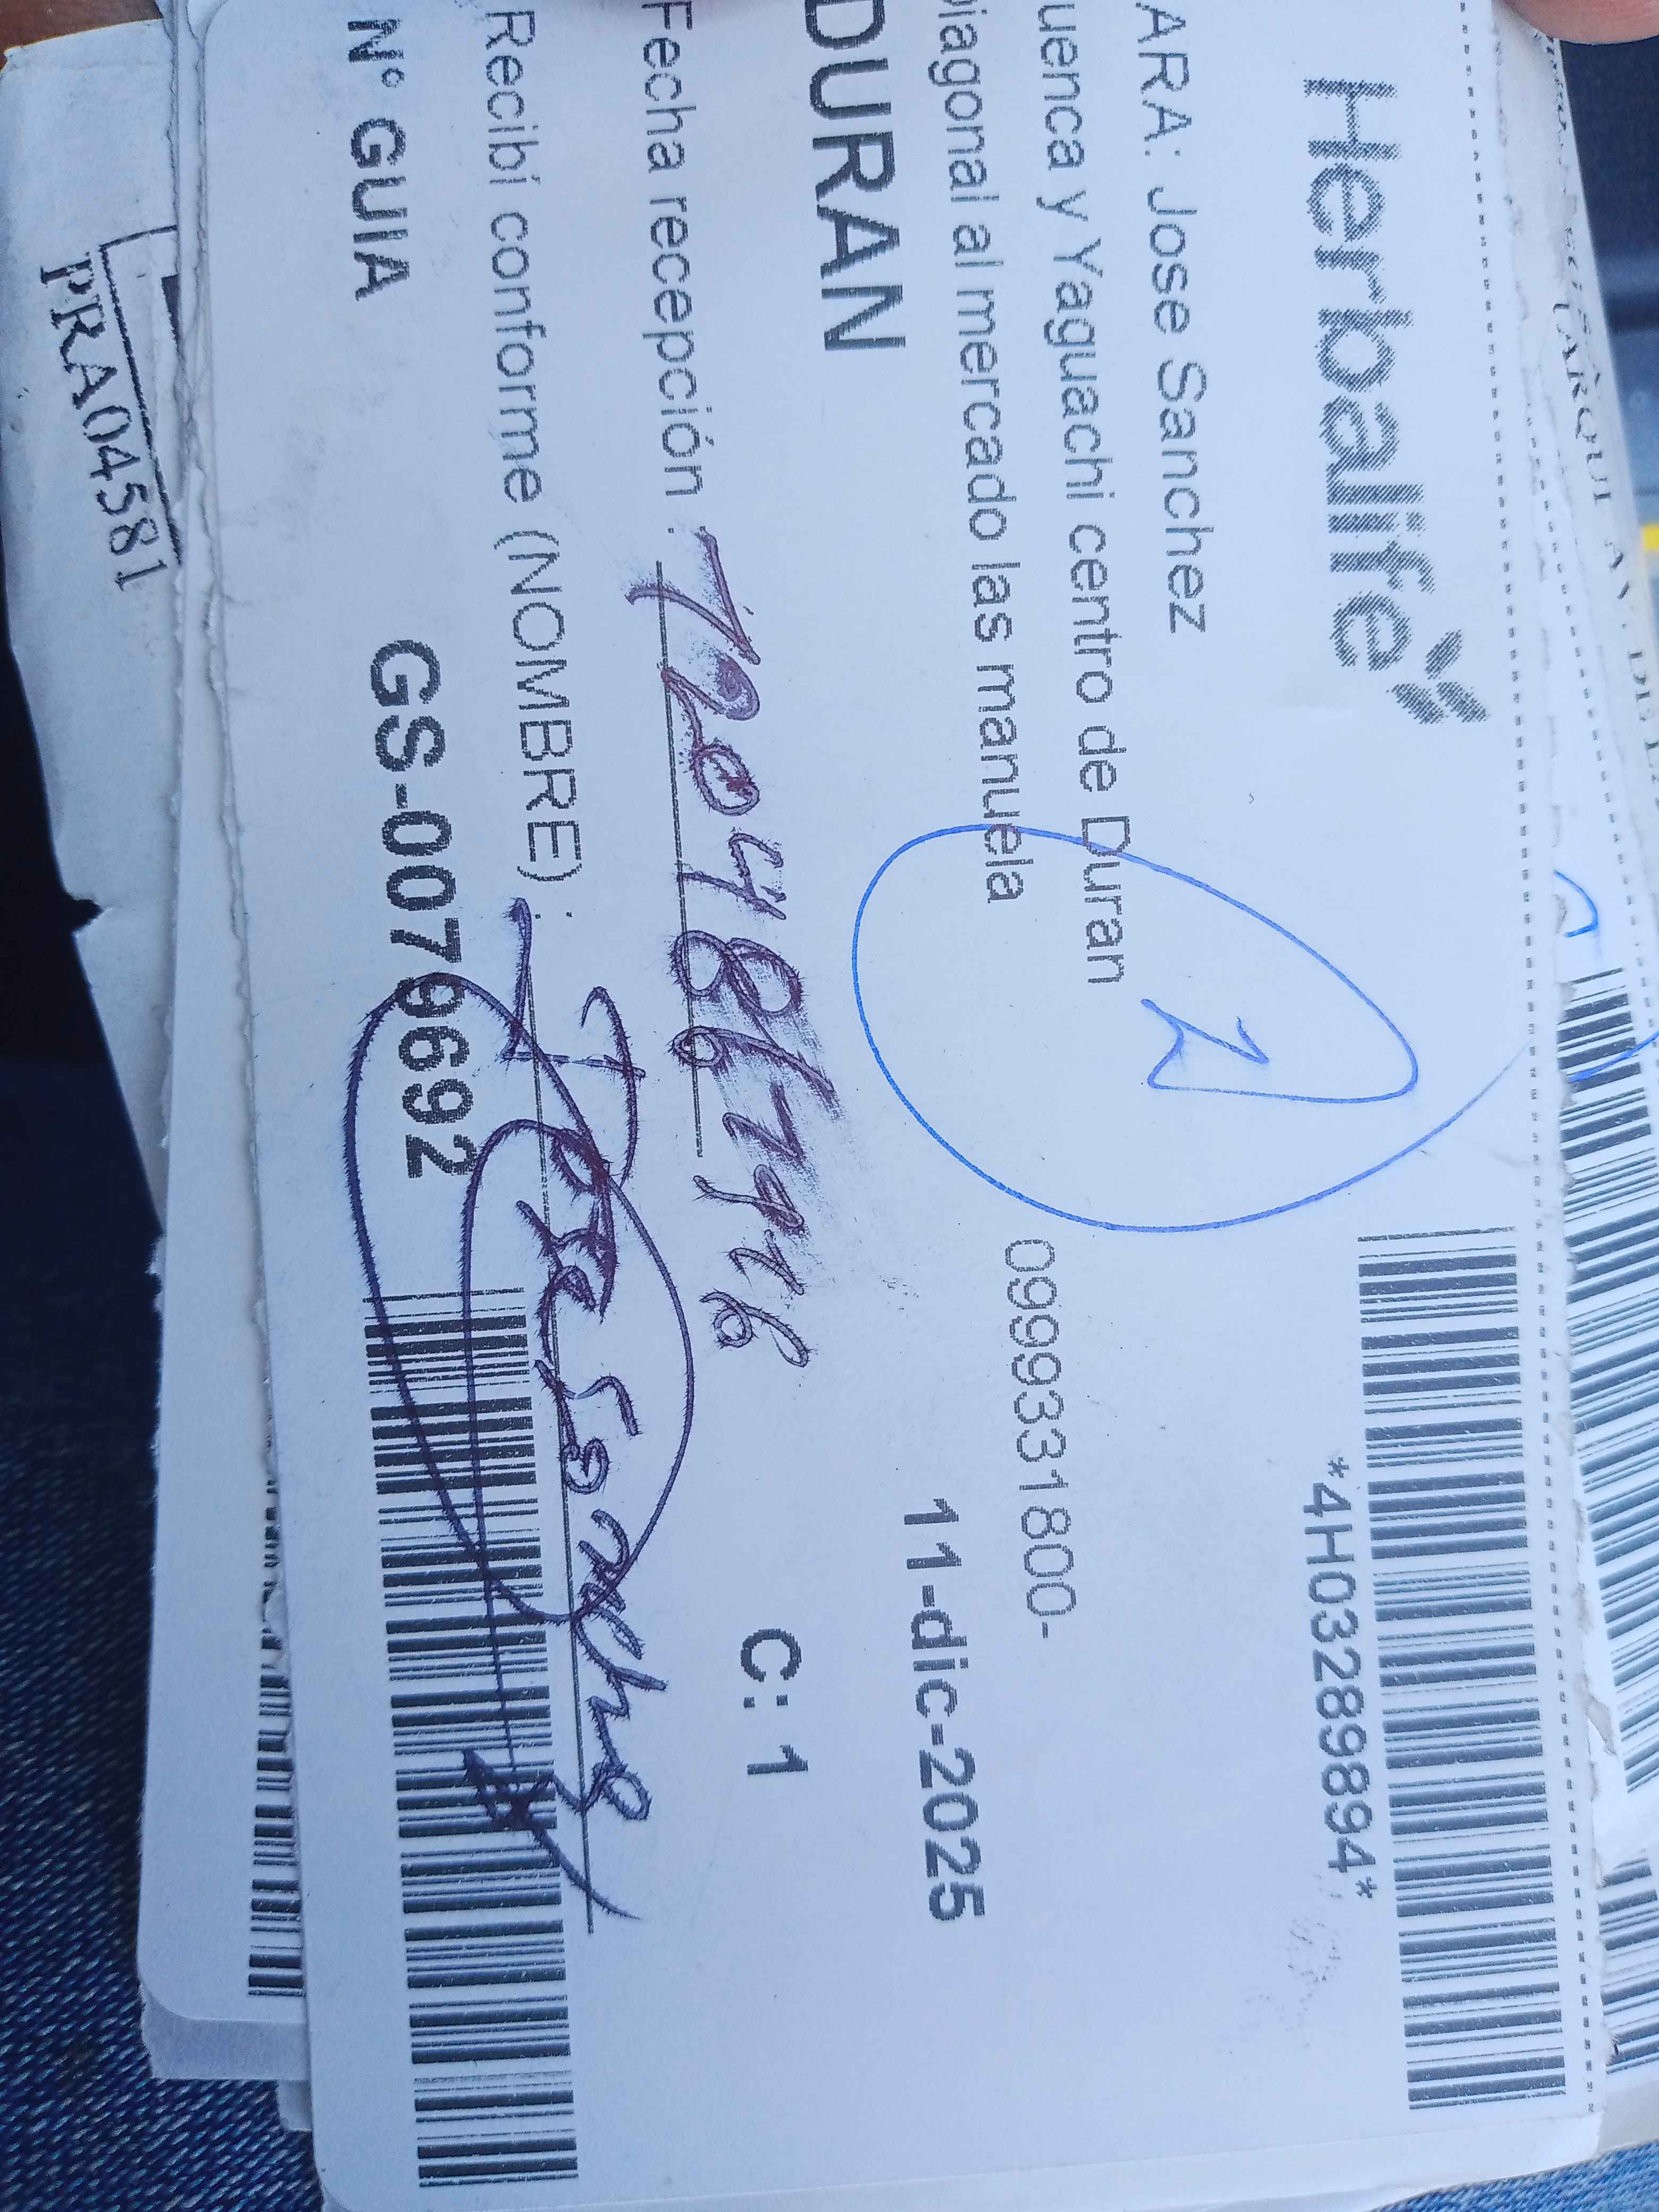 Herbalife
*4H03289894*
ARA: Jose Sanchez
uenca y Yaguachi centro de Duran
2
iagonal al mercado las manuela
0999331800-
DURAN
11-dic-2025
Fecha recepción :
C: 1
Recibí conforme (NOMBRE) :
N° GUIA
GS-0079692
PRA04581